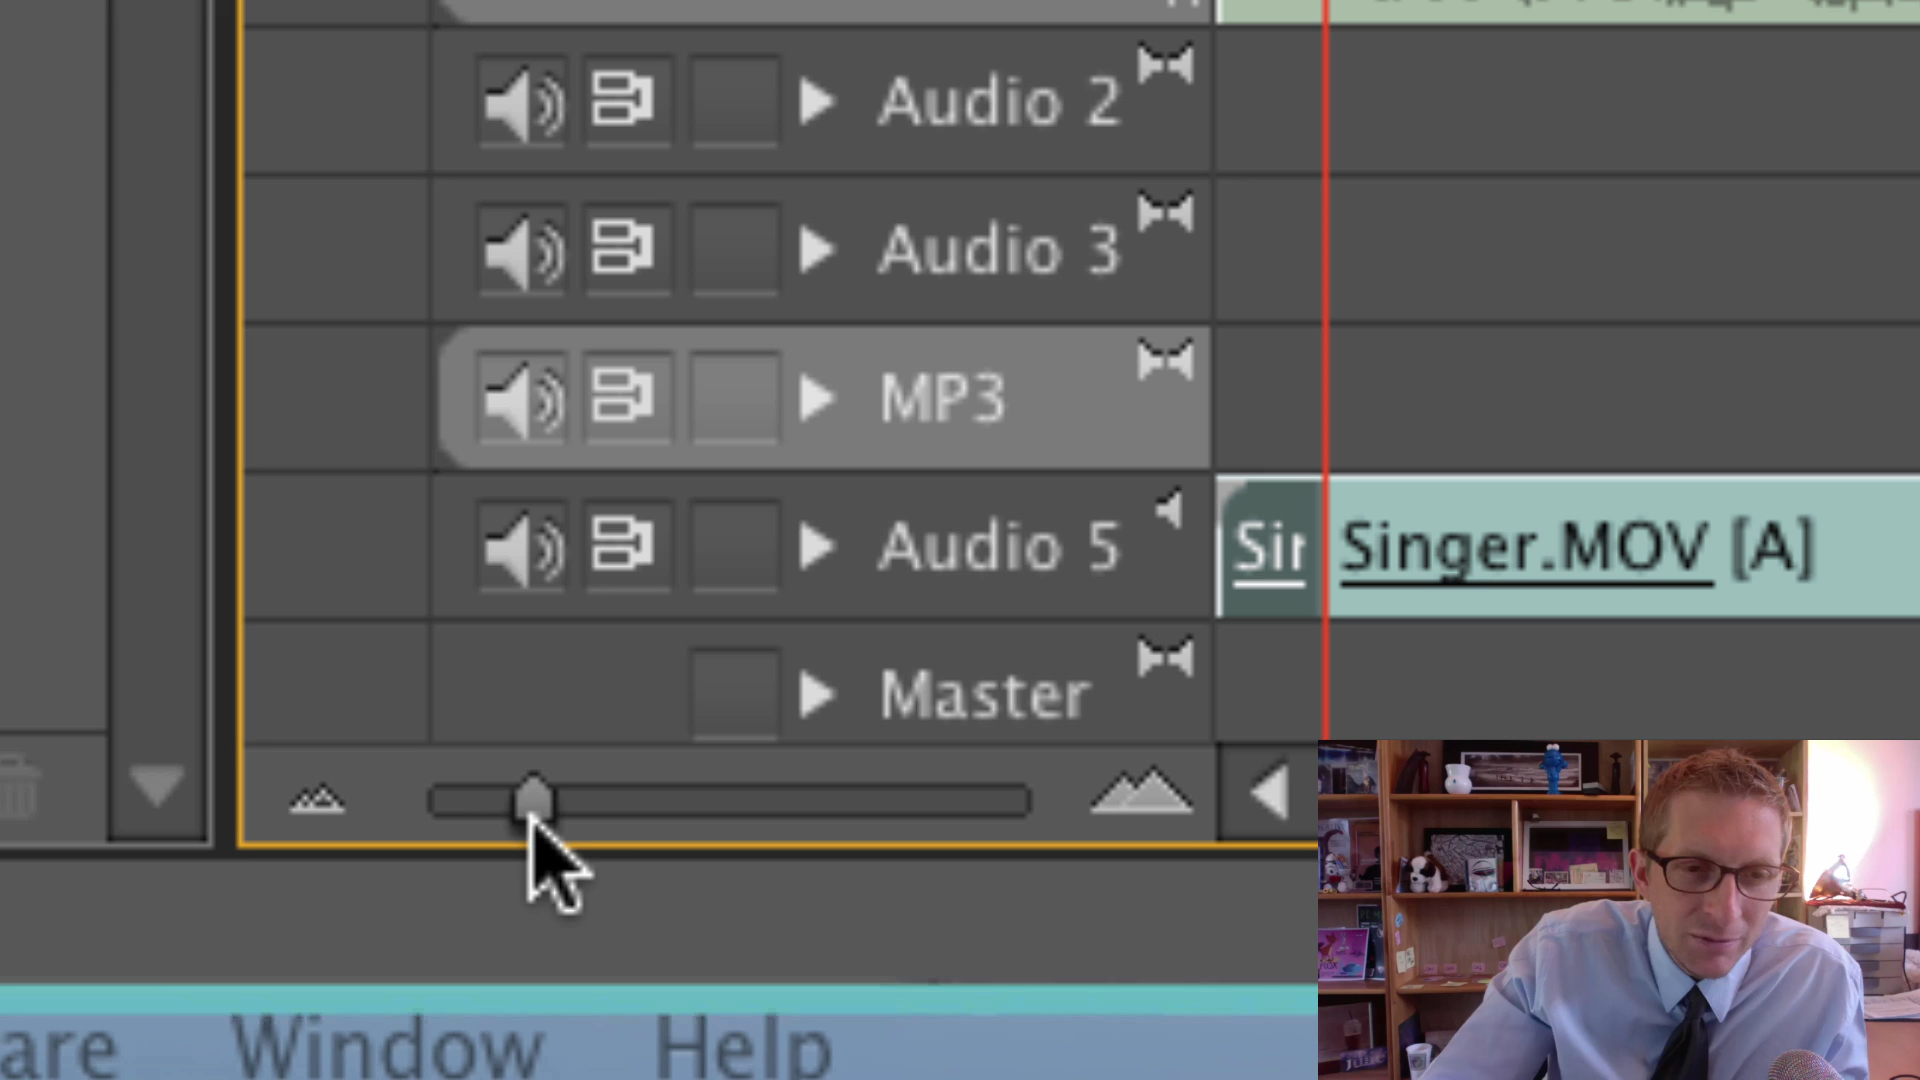 Audio 2
Audio 3
MP3
Audio 5
Sir Singer.MOV [A]
Master
are Window Help